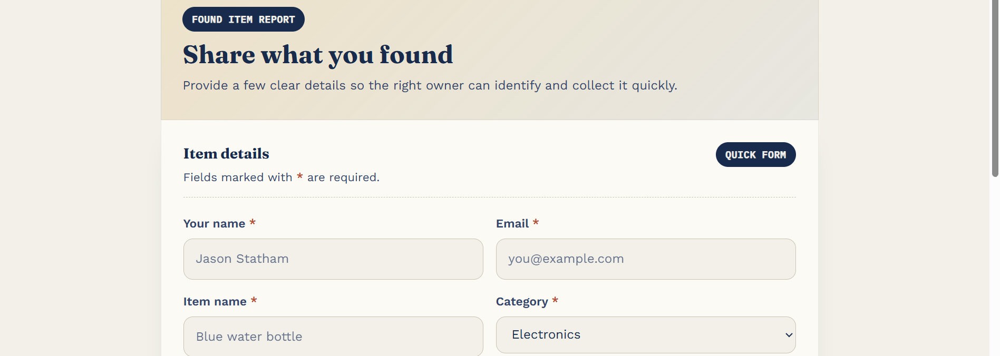 FOUND ITEM REPORT
Share what you found
Provide a few clear details so the right owner can identify and collect it quickly.
Item details
QUICK FORM
Fields marked with * are required.
Your name *
Email *
Jason Statham
you@example.com
Item name *
Category *
Blue water bottle
Electronics